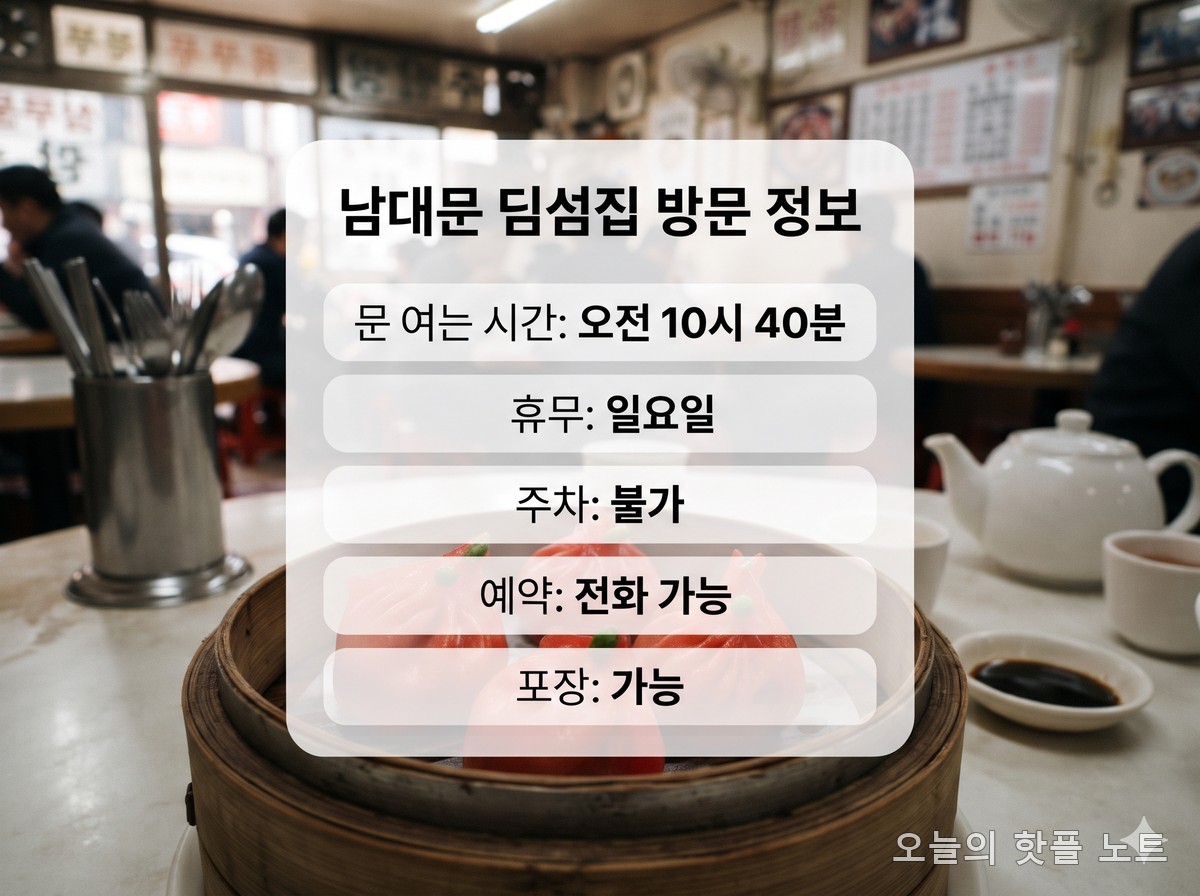 남대문 딤섬집 방문 정보
문 여는 시간: 오전 10시 40분
휴무: 일요일
주차: 불가
예약: 전화 가능
포장: 가능
오늘의 핫플 노트